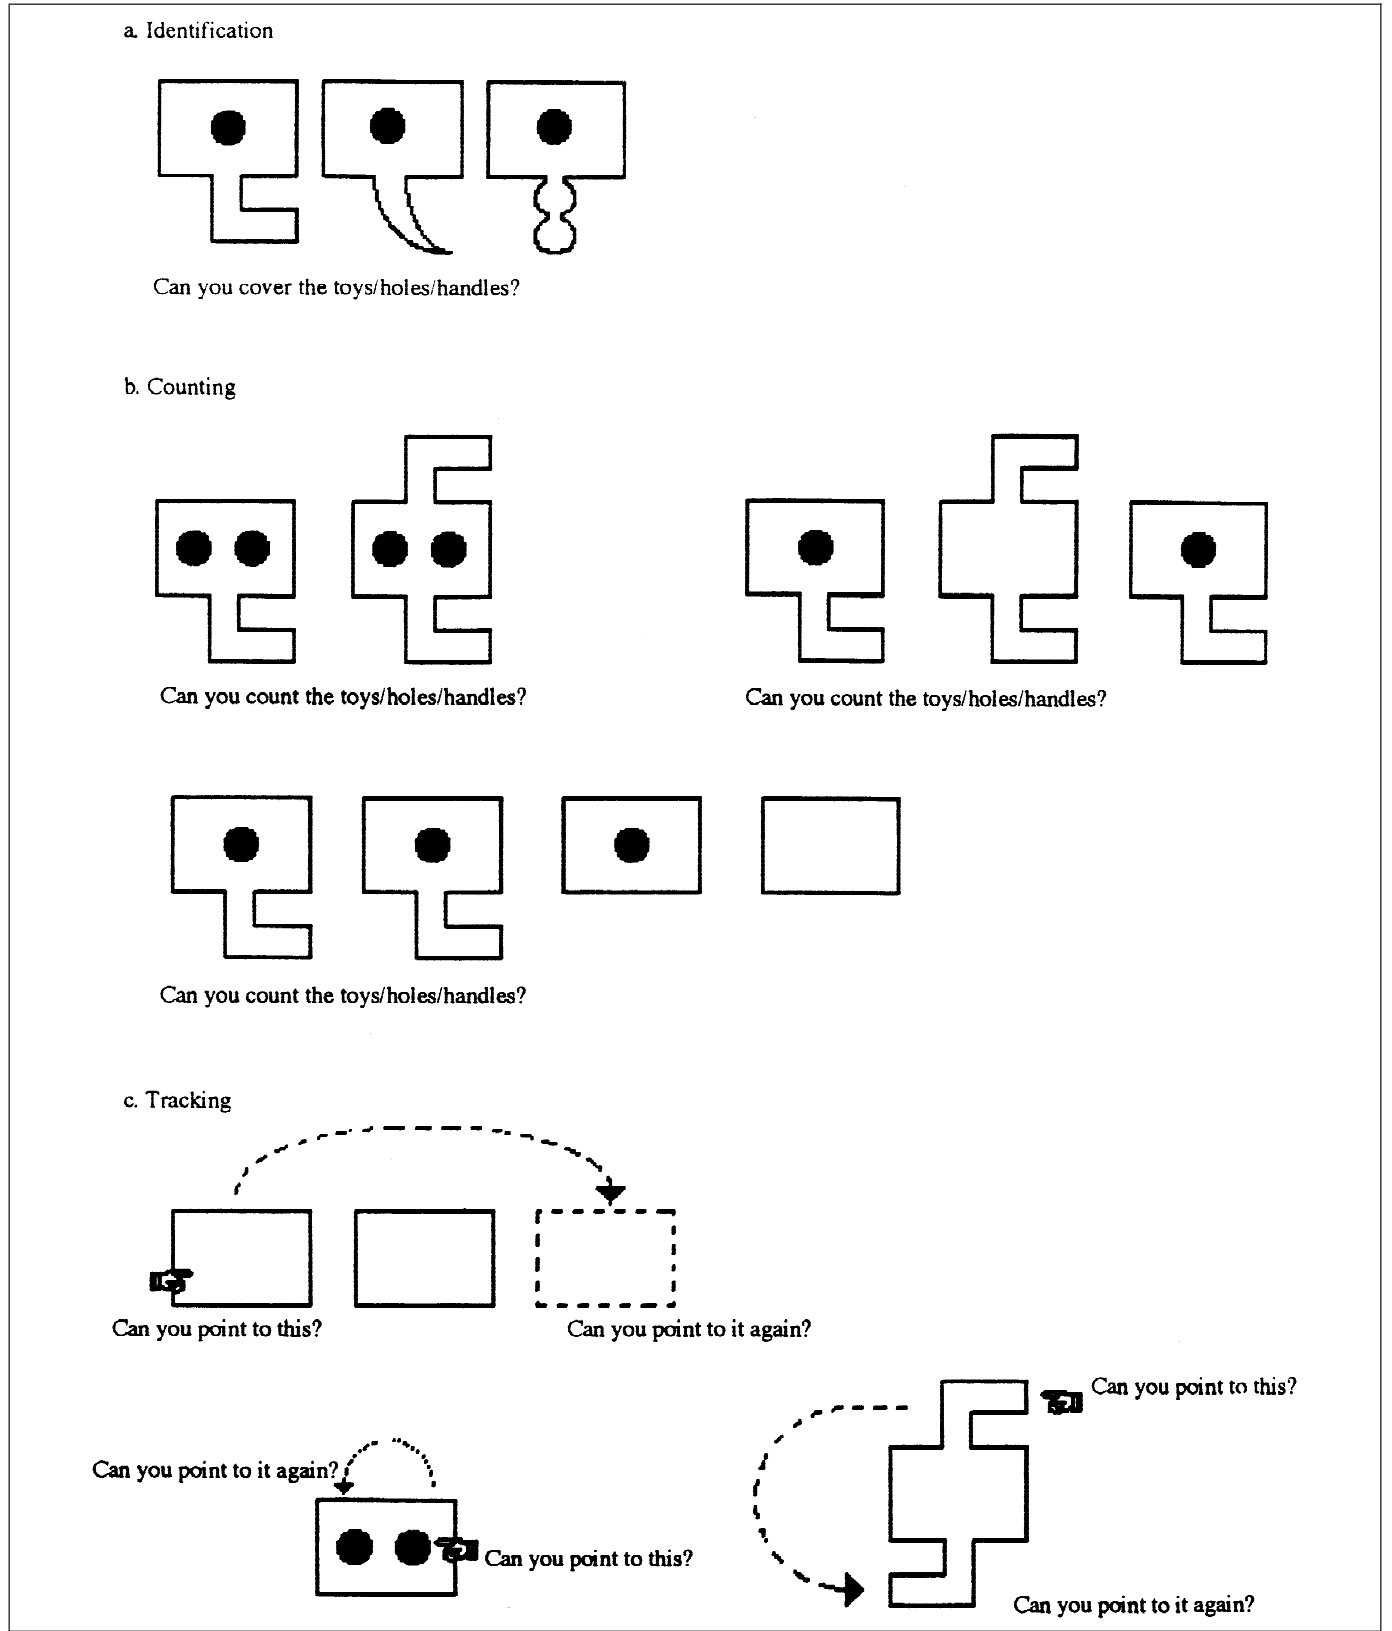 a. Identification
Can you cover the toys/holes/handles?
b. Counting
Can you count the toys/holes/handles?
Can you count the toys/holes/handles?
Can you count the toys/holes/handles?
c. Tracking
Can you point to this?
Can you point to it again?
Can you point to this?
Can you point to it again?
Can you point to this?
Can you point to it again?